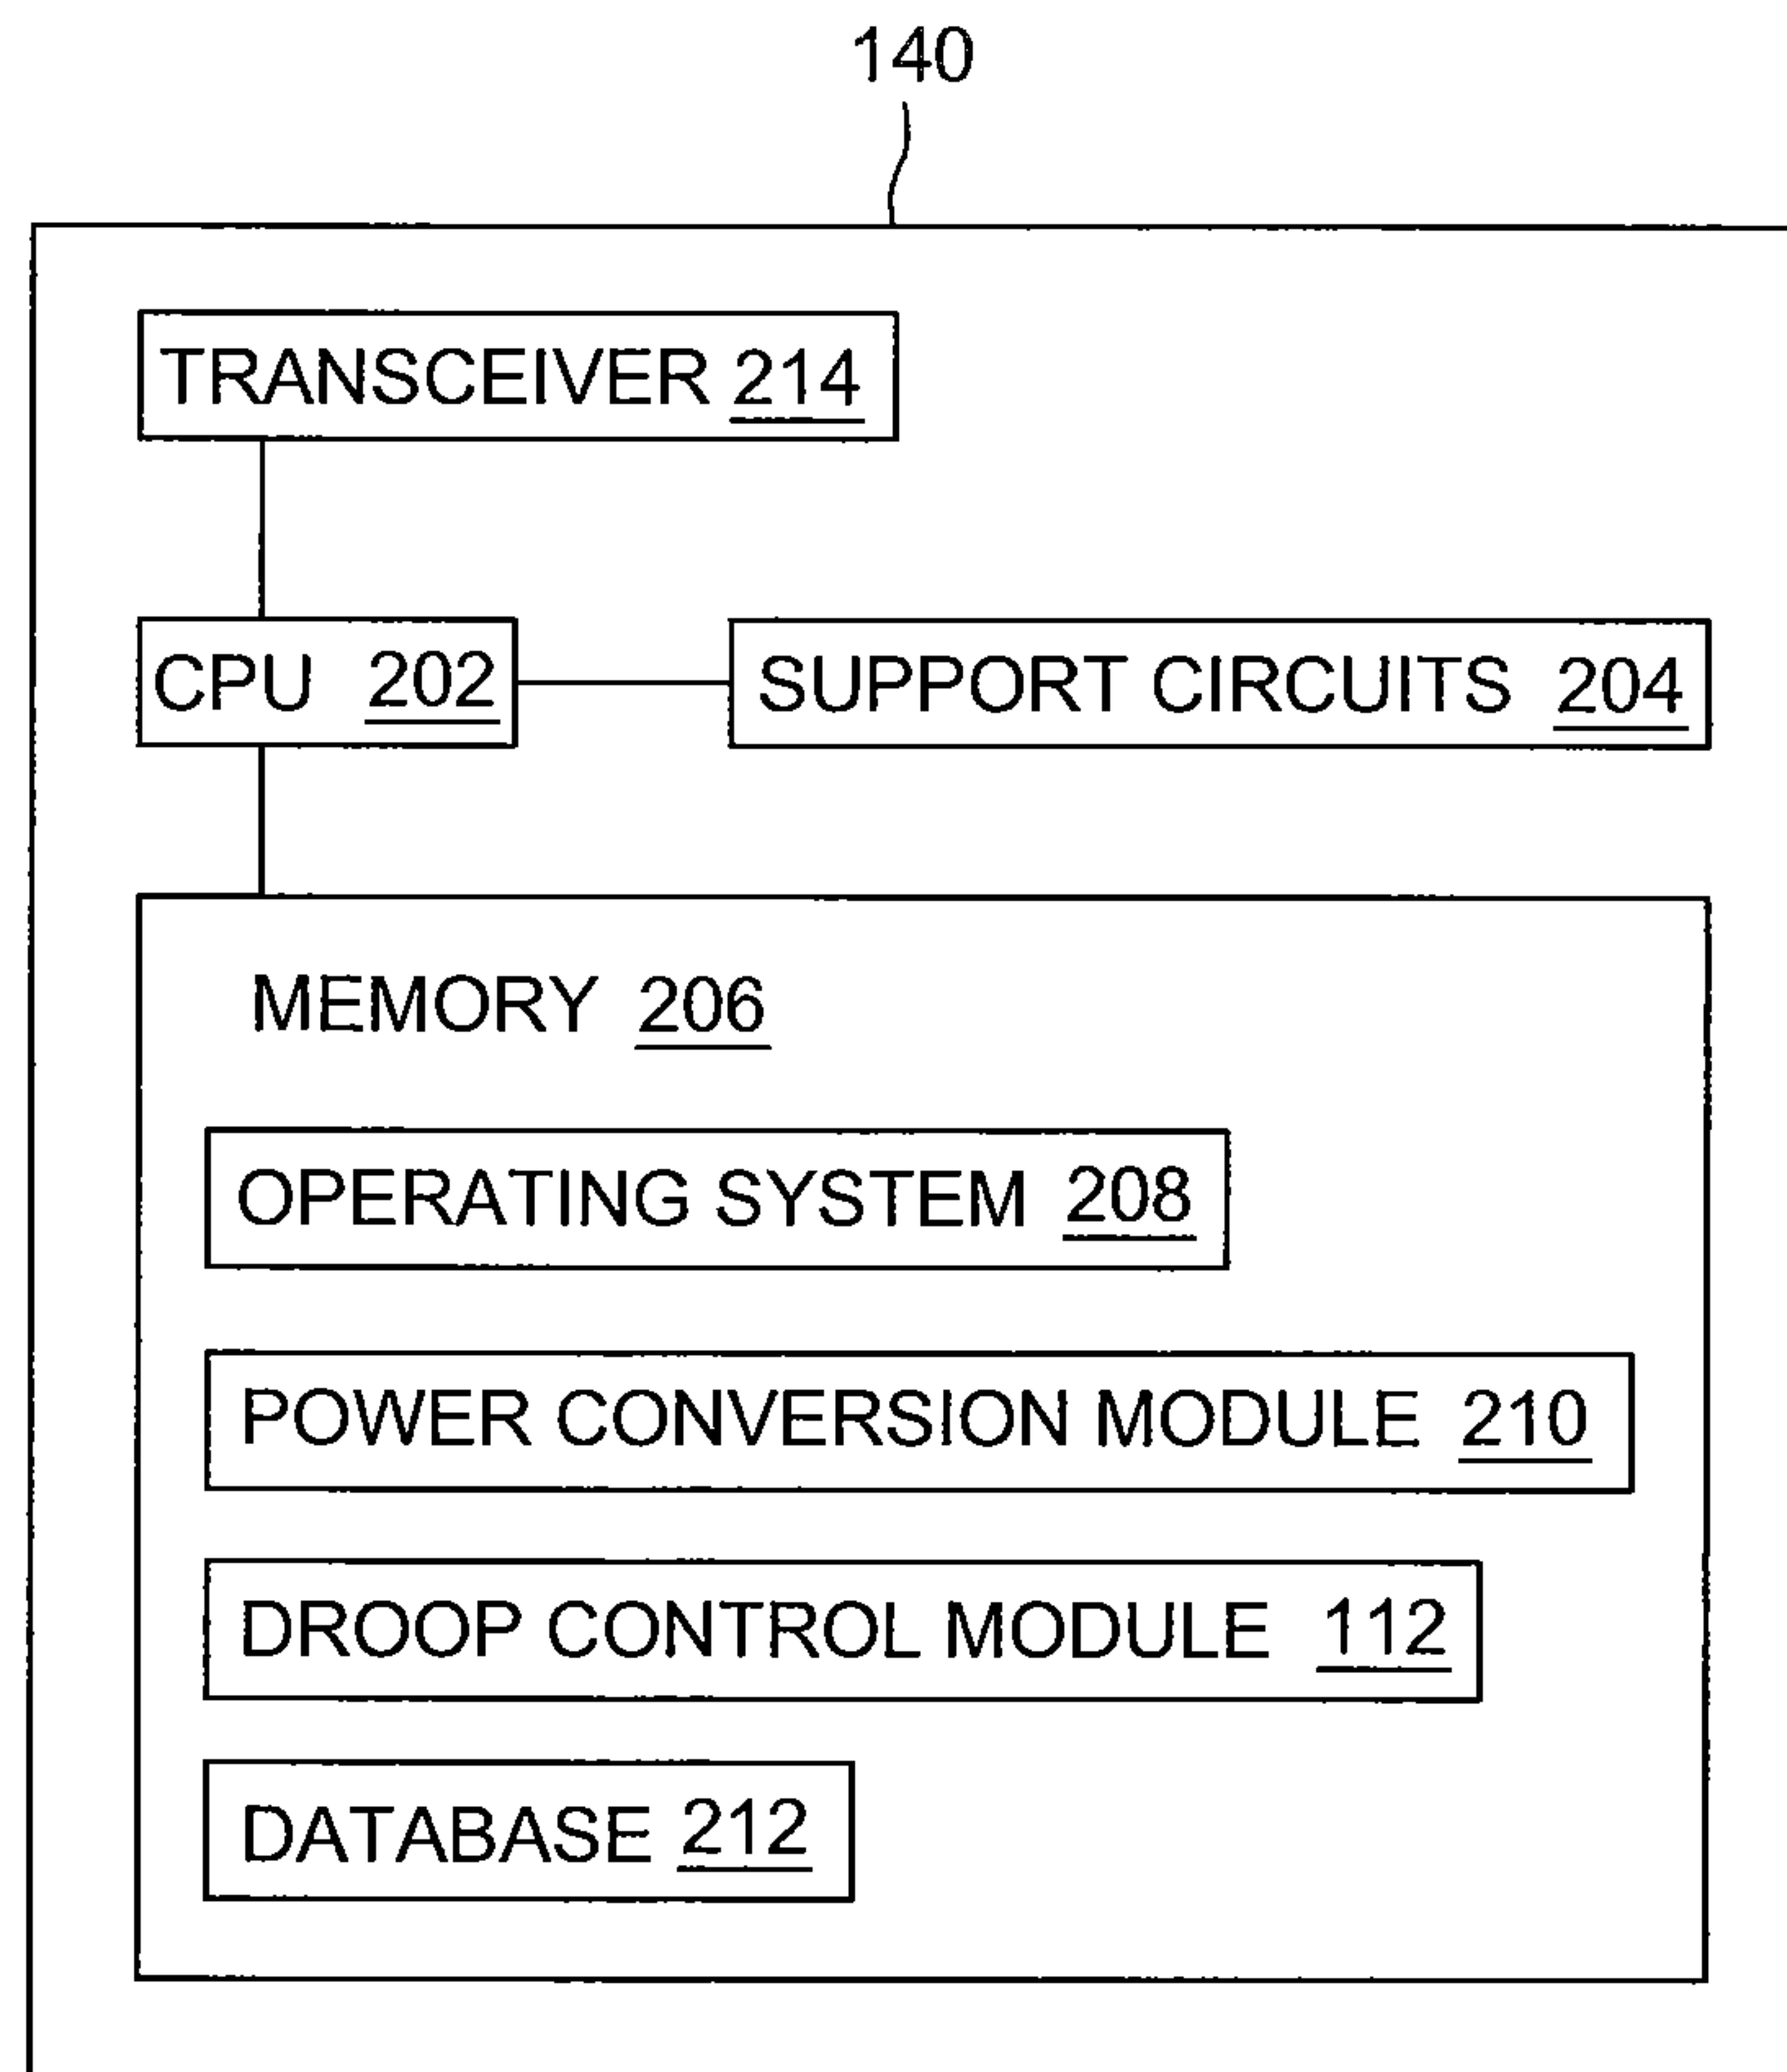 140
TRANSCEIVER 214
CPU 202
SUPPORT CIRCUITS 204
MEMORY 206
OPERATING SYSTEM 208
POWER CONVERSION MODULE 210
DROOP CONTROL MODULE 112
DATABASE 212